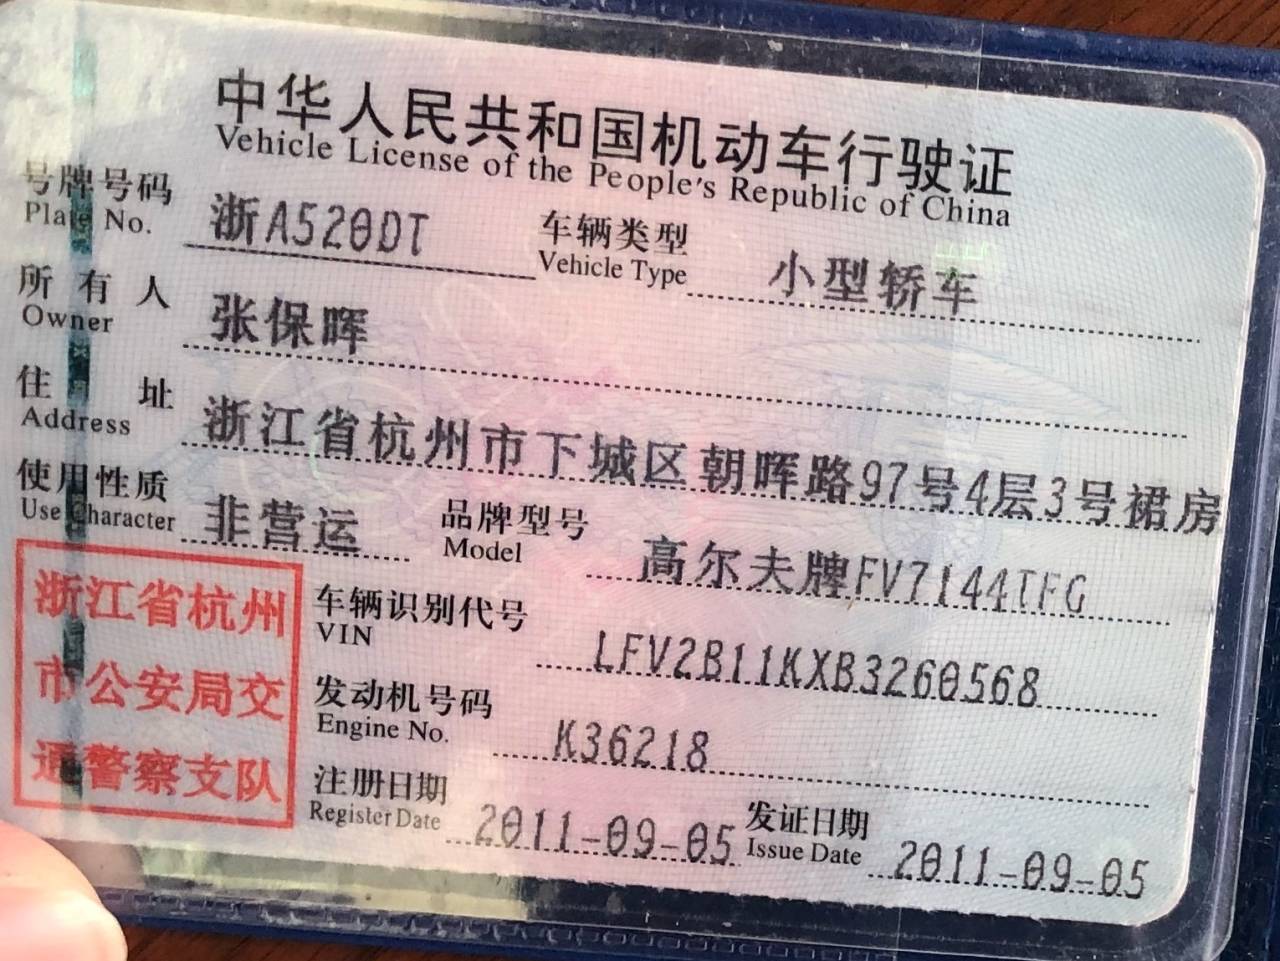 中华人民共和国机动车行驶证
Vehicle License of the People's Republic of China
号牌号码 浙A520DT 车辆类型 小型轿车
Plate No. Vehicle Type
所有人 张保晖
Owner
住址 浙江省杭州市下城区朝晖路97号4层3号裙房
Address
使用性质 非营运 品牌型号 高尔夫牌FV7144TFG
Use Character Model
浙江省杭州
市公安局交
通警察支队
车辆识别代号 LFV2B11KXB3260568
VIN
发动机号码 K36218
Engine No.
注册日期 2011-09-05 发证日期 2011-09-05
Register Date Issue Date